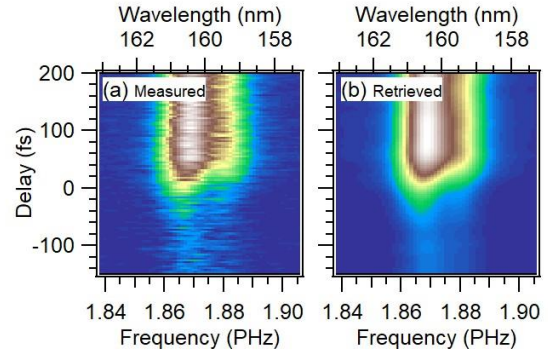 Wavelength (nm)
Wavelength (nm)
162 160 158
162 160 158
200
100
0
-100
Delay (fs)
(a) Measured
(b) Retrieved
1.84 1.86 1.88 1.90
1.84 1.86 1.88 1.90
Frequency (PHz)
Frequency (PHz)